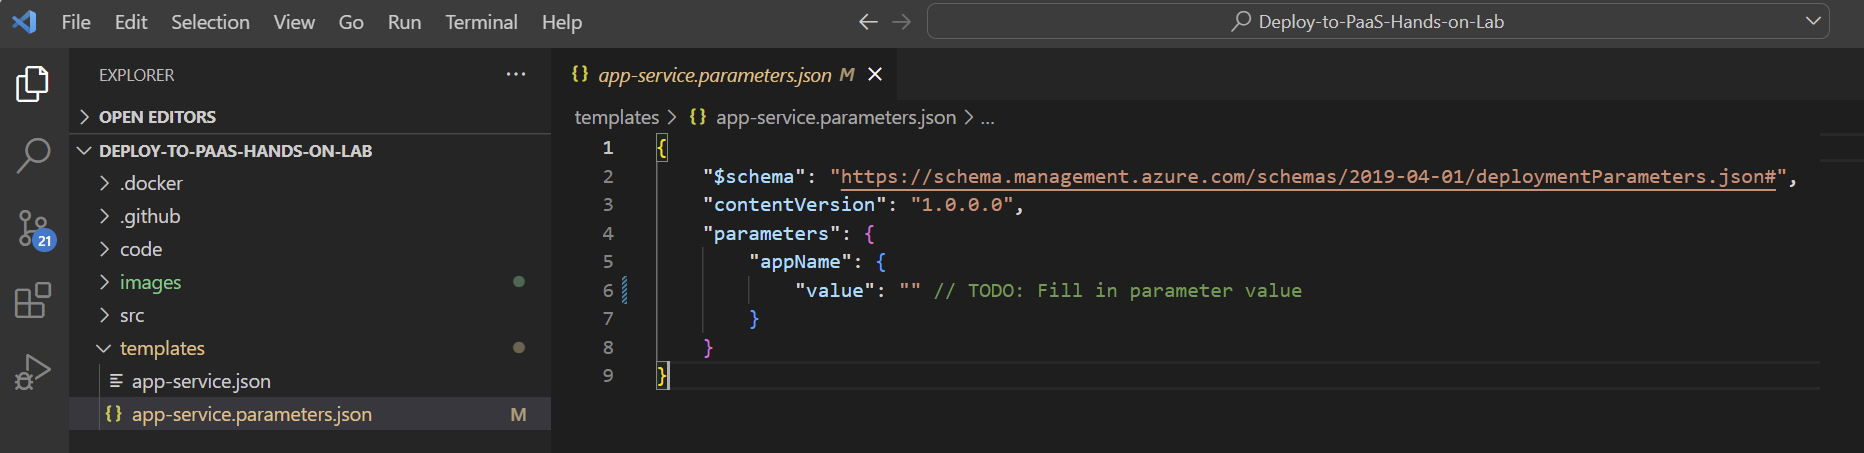 File Edit Selection View Go Run Terminal Help
Deploy-to-PaaS-Hands-on-Lab
EXPLORER
OPEN EDITORS
DEPLOY-TO-PAAS-HANDS-ON-LAB
.docker
.github
code
images
src
templates
app-service.json
app-service.parameters.json M
21
app-service.parameters.json M
templates > {} app-service.parameters.json > ...
1 {
2 "$schema": "https://schema.management.azure.com/schemas/2019-04-01/deploymentParameters.json#",
3 "contentVersion": "1.0.0.0",
4 "parameters": {
5 "appName": {
6 "value": "" // TODO: Fill in parameter value
7 }
8 }
9 }